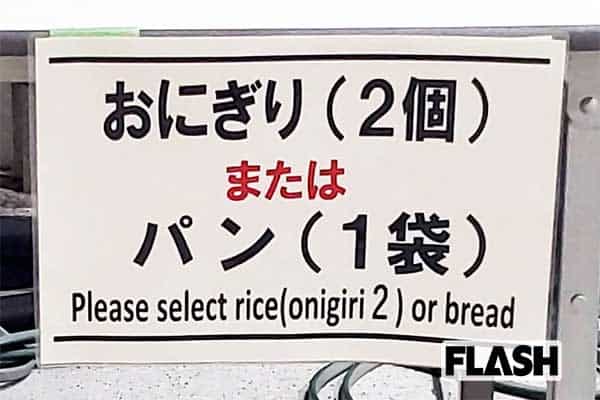 おにぎり(2個)
または
パン(1袋)
Please select rice(onigiri 2 ) or bread
FLASH